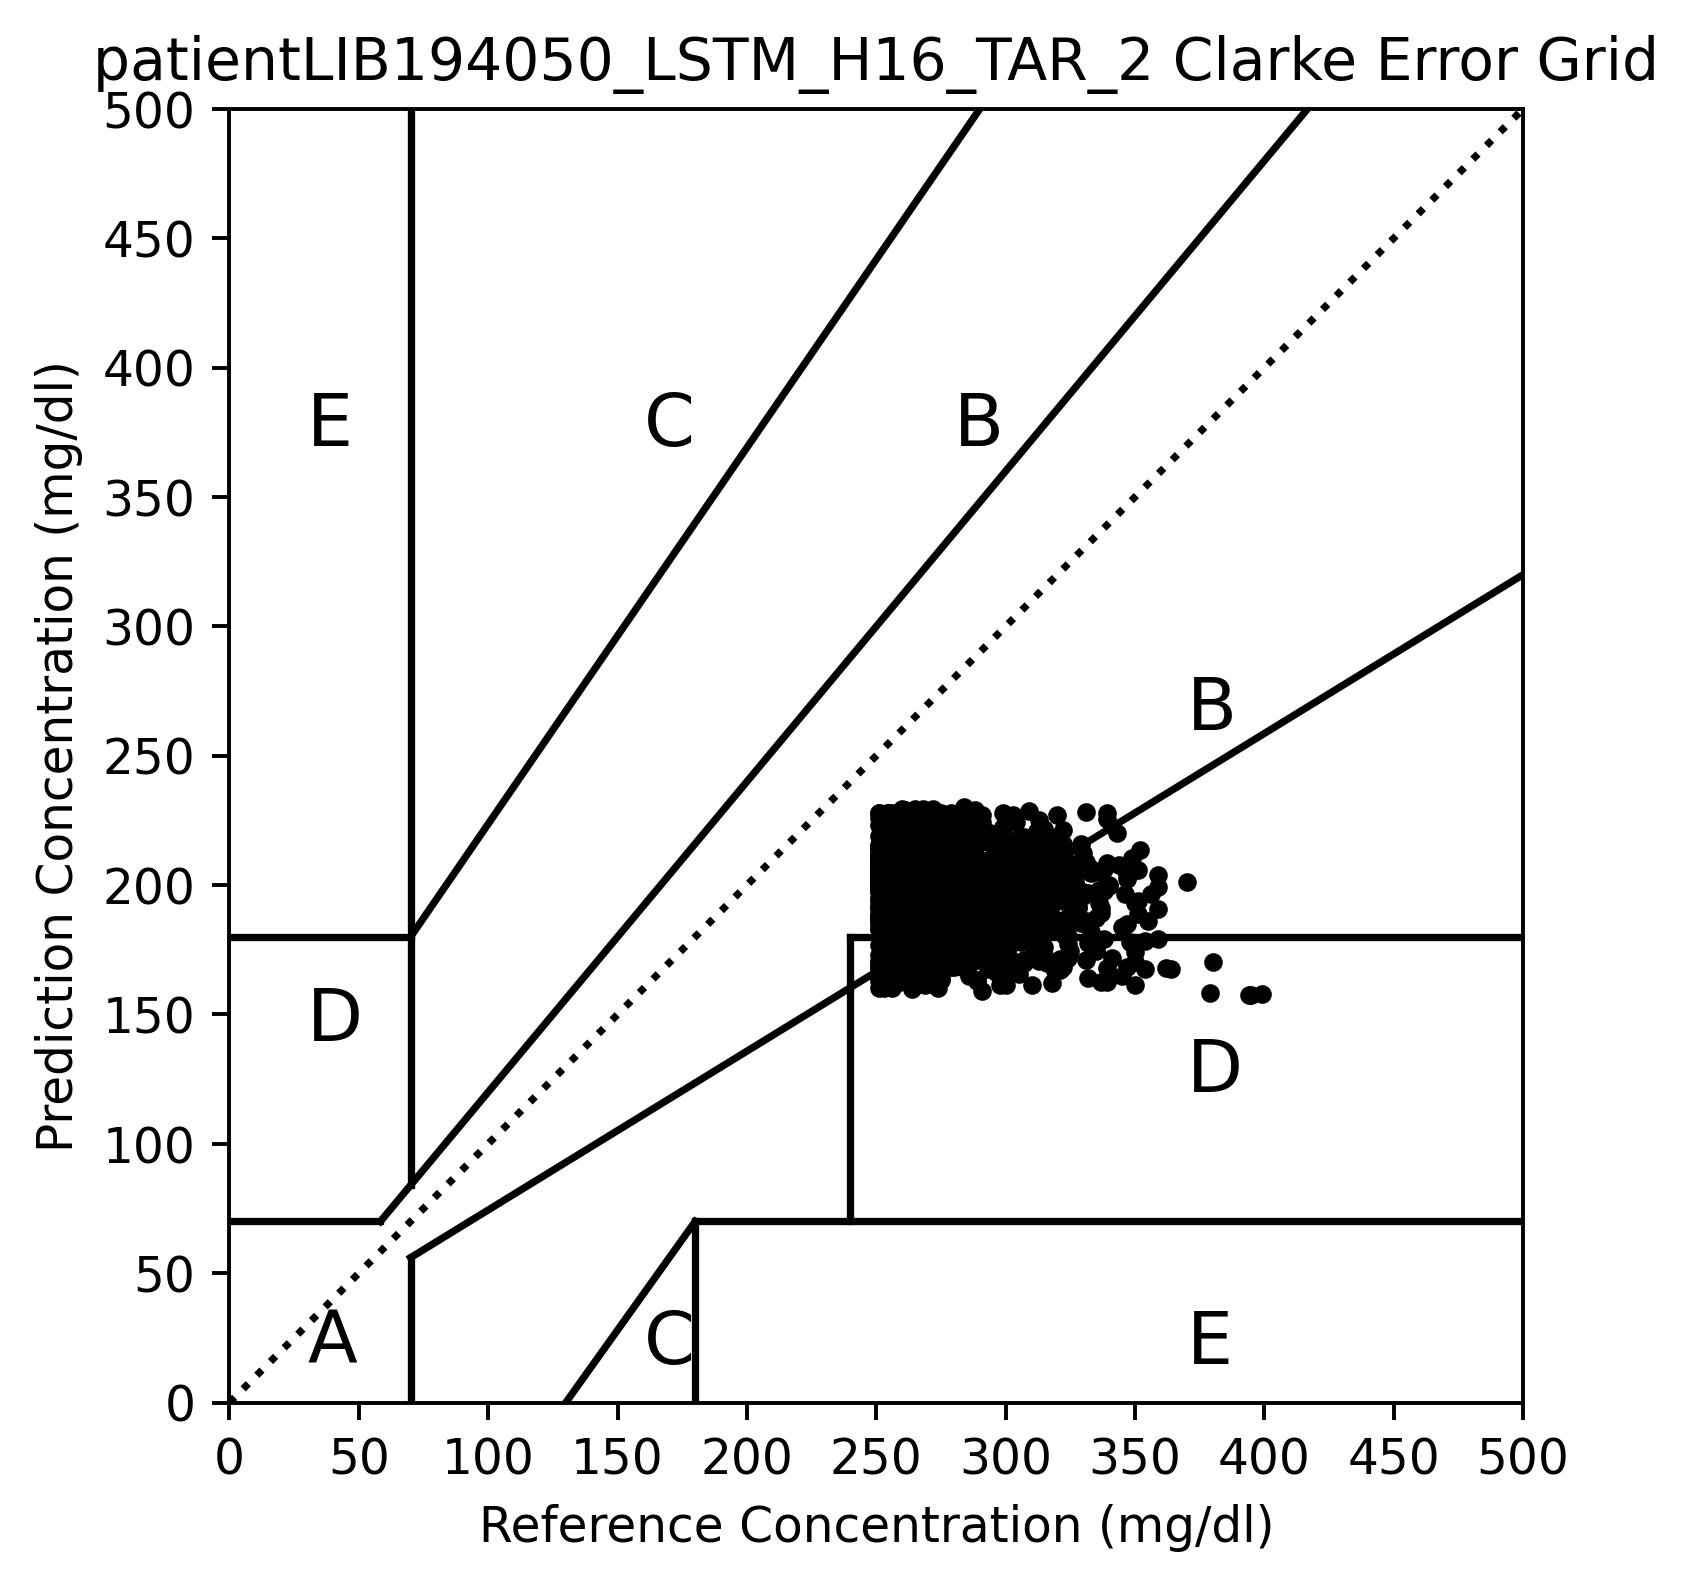 patientLIB194050_LSTM_H16_TAR_2 Clarke Error Grid
500
450
400
350
300
250
200
150
100
50
0
Prediction Concentration (mg/dl)
E
C
B
B
D
D
A
C
E
0 50 100 150 200 250 300 350 400 450 500
Reference Concentration (mg/dl)